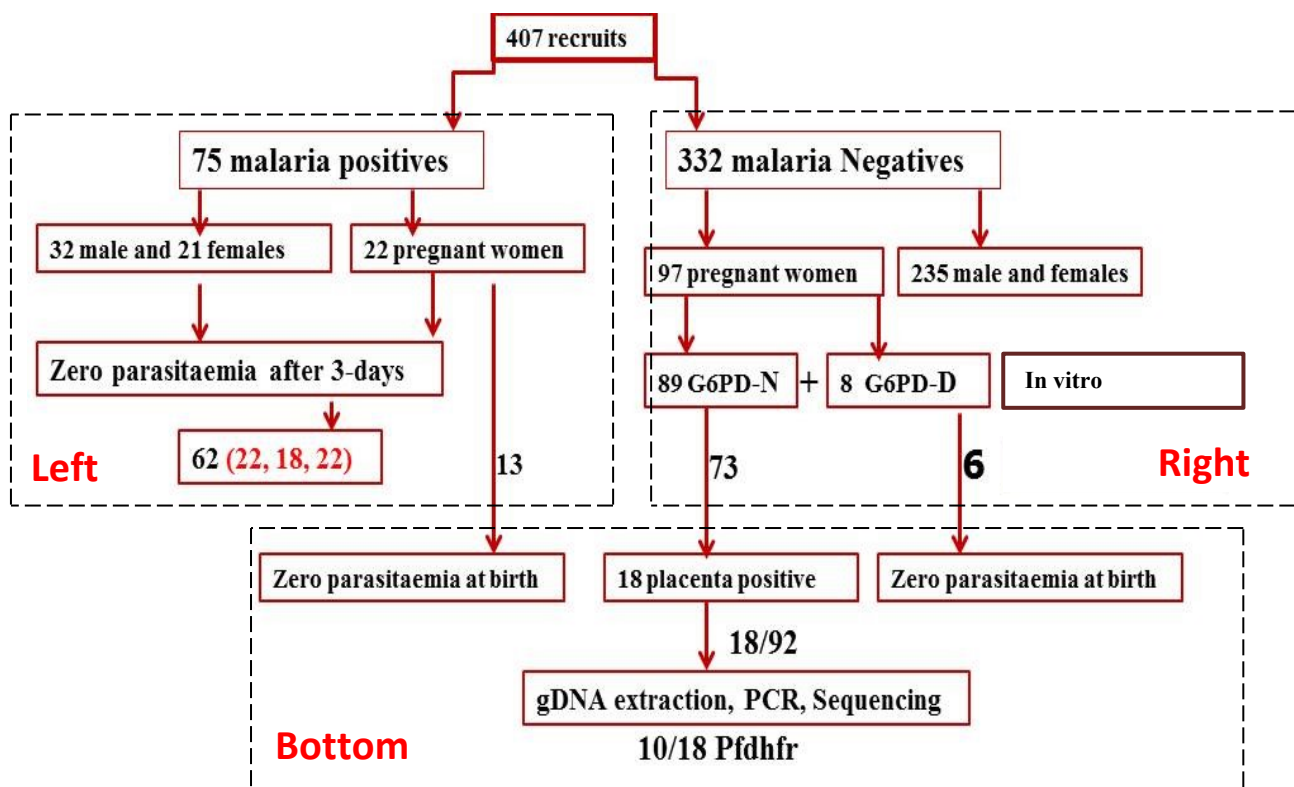 407 recruits
75 malaria positives
332 malaria Negatives
32 male and 21 females
22 pregnant women
97 pregnant women
235 male and females
Zero parasitaemia after 3-days
89 G6PD-N
+
8 G6PD-D
In vitro
62 (22, 18, 22)
Left
13
73
6
Right
Zero parasitaemia at birth
18 placenta positive
Zero parasitaemia at birth
18/92
gDNA extraction, PCR, Sequencing
10/18 Pfdhfr
Bottom